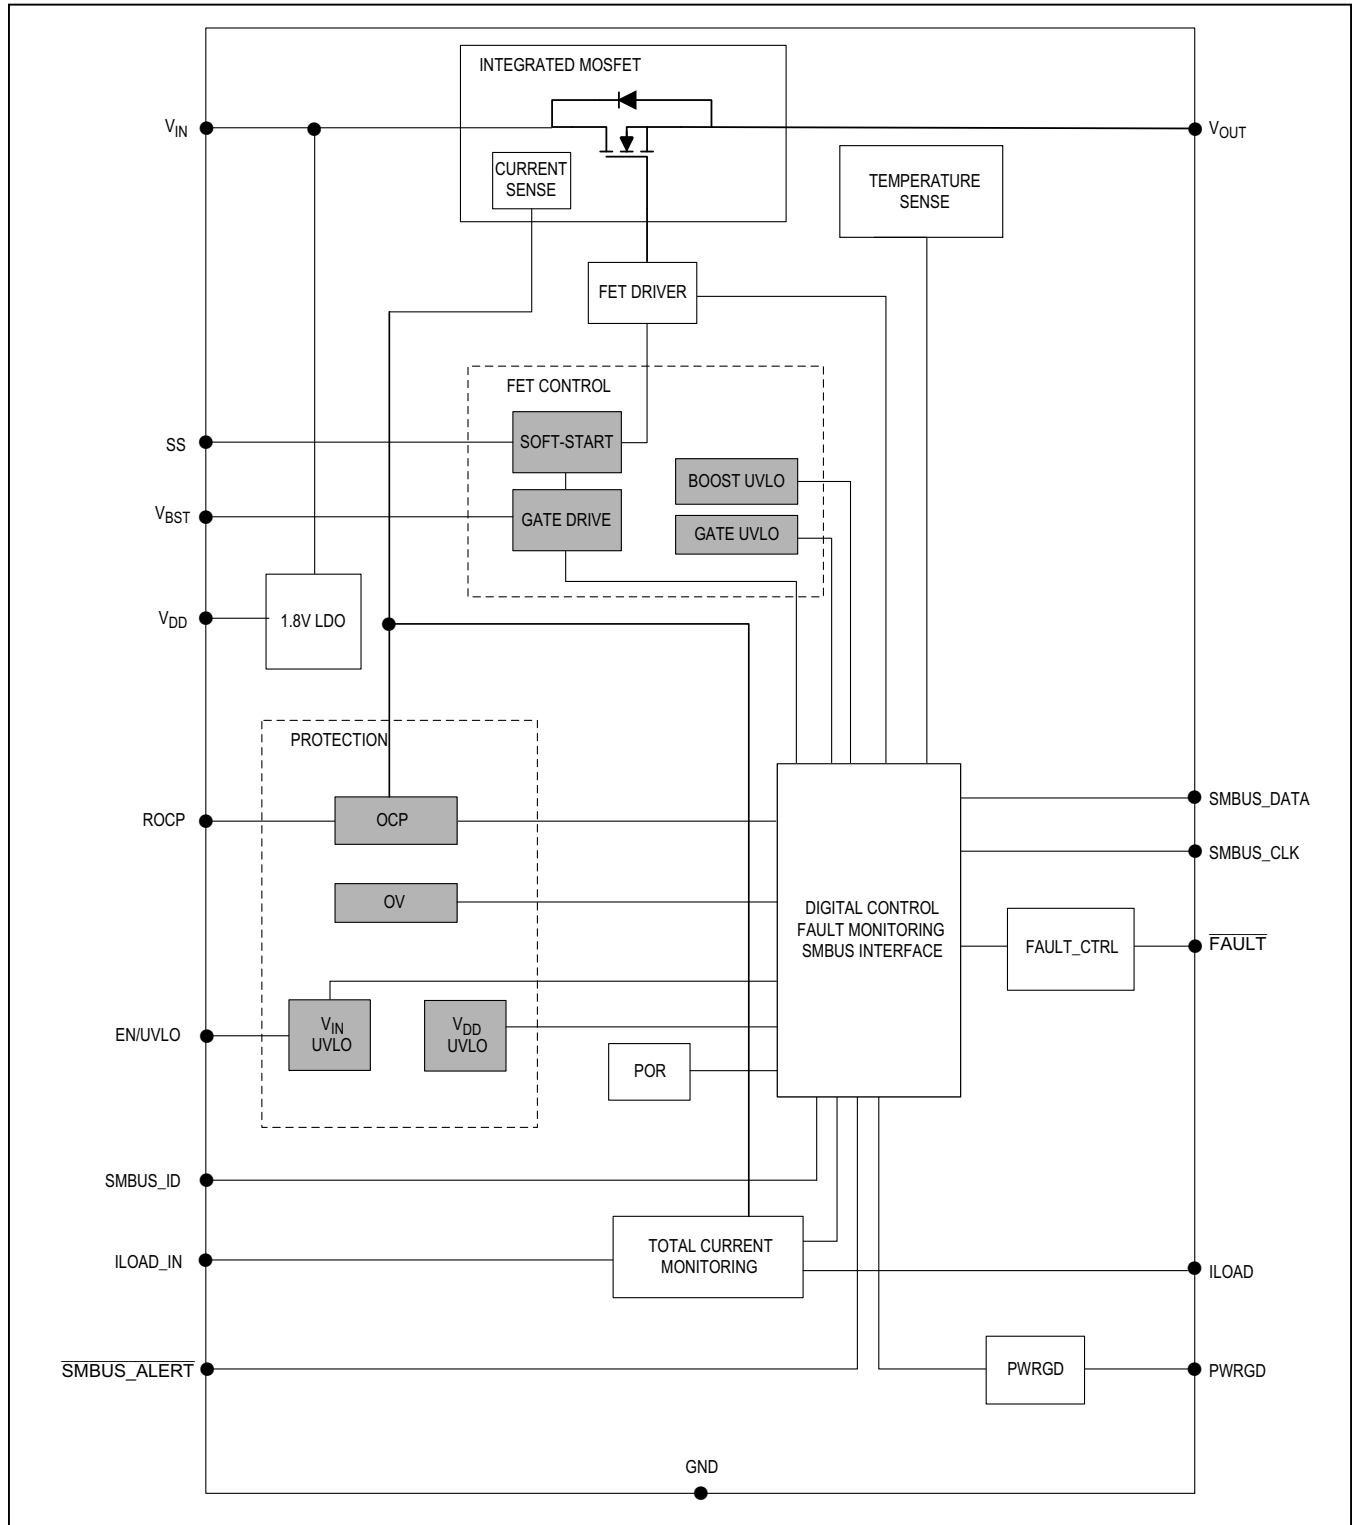 INTEGRATED MOSFET
VIN
VOUT
CURRENT
SENSE
TEMPERATURE
SENSE
FET DRIVER
FET CONTROL
SS
SOFT-START
BOOST UVLO
VBST
GATE DRIVE
GATE UVLO
VDD
1.8V LDO
PROTECTION
ROCP
OCP
SMBUS_DATA
SMBUS_CLK
OV
DIGITAL CONTROL
FAULT MONITORING
SMBUS INTERFACE
FAULT_CTRL
FAULT
EN/UVLO
VIN
UVLO
VDD
UVLO
POR
SMBUS_ID
ILOAD_IN
TOTAL CURRENT
MONITORING
ILOAD
SMBUS_ALERT
PWRGD
PWRGD
GND